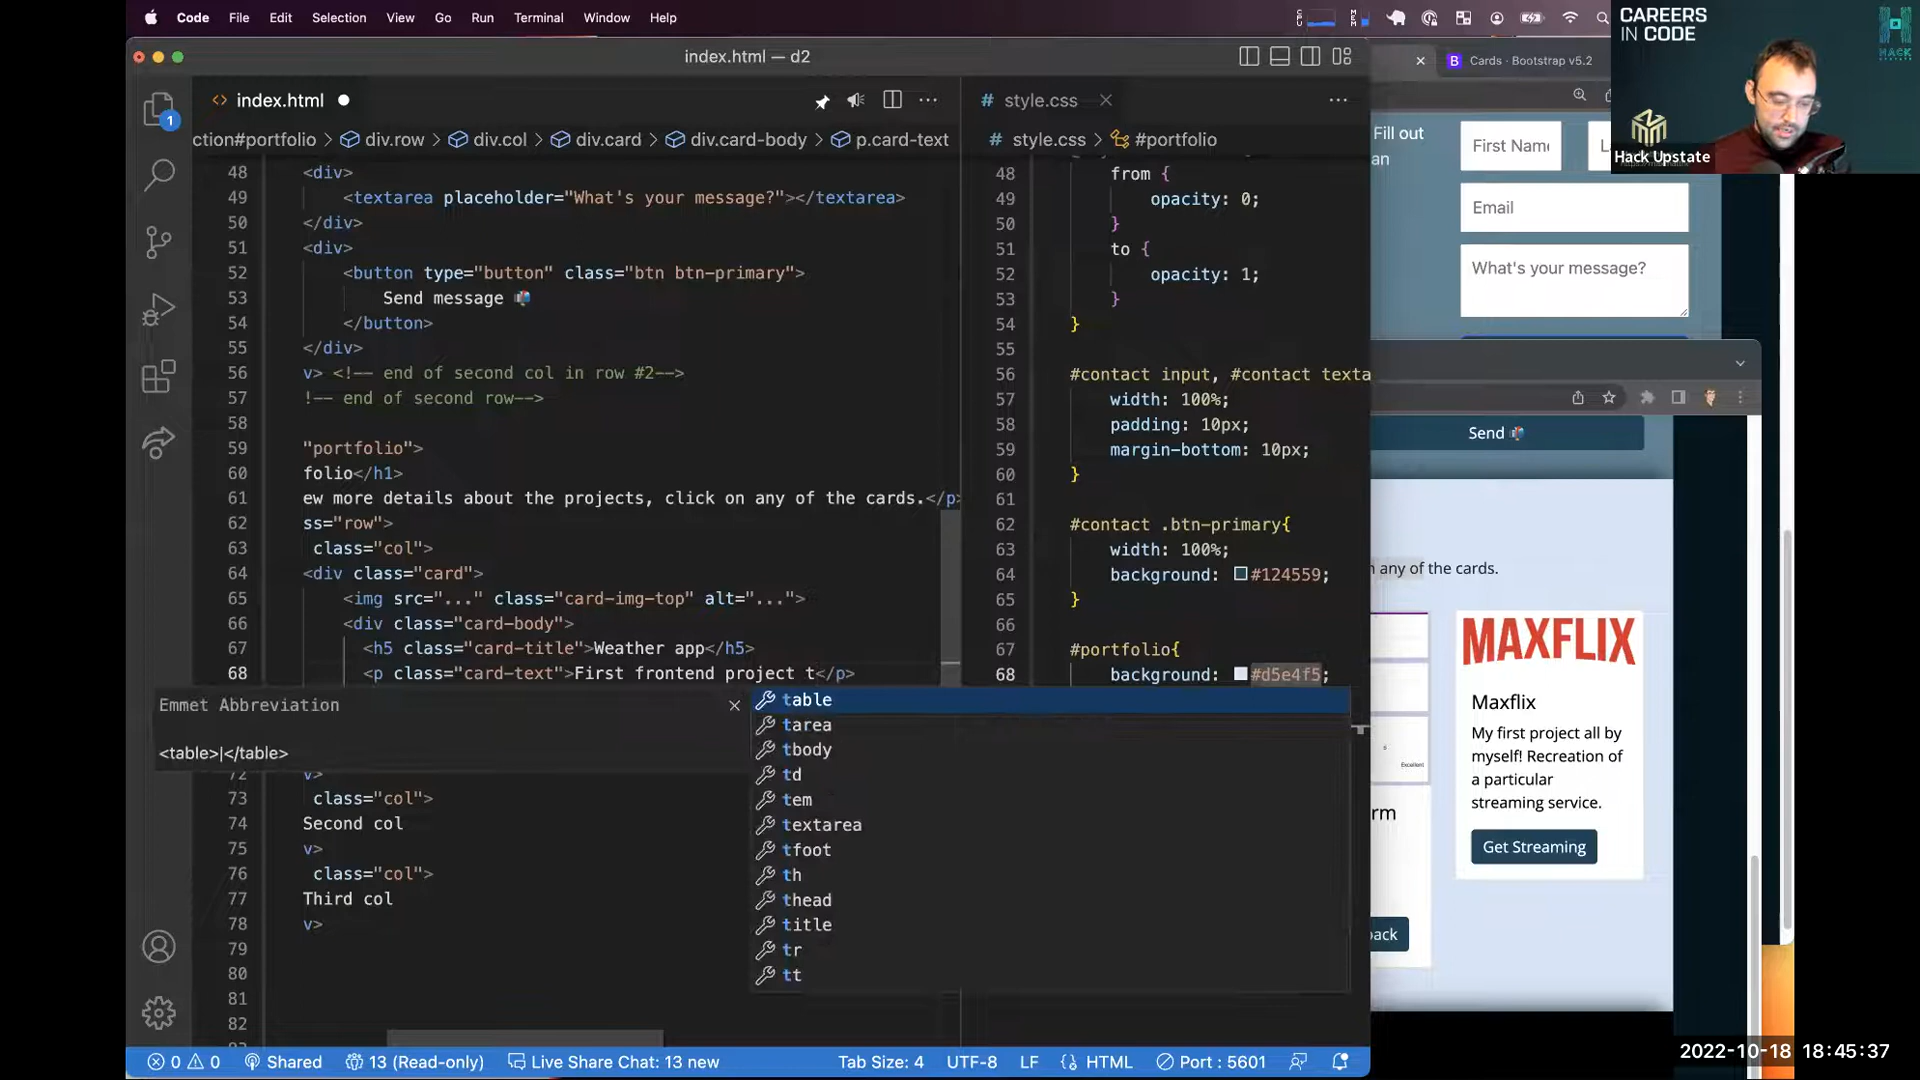 Code File Edit Selection View Go Run Terminal Window Help
index.html — d2
index.html
style.css
ction#portfolio > div.row > div.col > div.card > div.card-body > p.card-text
style.css > #portfolio
48 <div>
49 <textarea placeholder="What's your message?"></textarea>
50 </div>
51 <div>
52 <button type="button" class="btn btn-primary">
53 Send message
54 </button>
55 </div>
56 v> <!-- end of second col in row #2-->
57 !-- end of second row-->
58
59 "portfolio">
60 folio</h1>
61 ew more details about the projects, click on any of the cards.</p>
62 ss="row">
63 class="col">
64 <div class="card">
65 <img src="..." class="card-img-top" alt="...">
66 <div class="card-body">
67 <h5 class="card-title">Weather app</h5>
68 <p class="card-text">First frontend project t</p>
Emmet Abbreviation
<table>|</table>
72 v>
73 class="col">
74 Second col
75 v>
76 class="col">
77 Third col
78 v>
79
80
81
82
table
tarea
tbody
td
tem
textarea
tfoot
th
thead
title
tr
tt
48 from {
49 opacity: 0;
50 }
51 to {
52 opacity: 1;
53 }
54 }
55
56 #contact input, #contact texta
57 width: 100%;
58 padding: 10px;
59 margin-bottom: 10px;
60 }
61
62 #contact .btn-primary{
63 width: 100%;
64 background: #124559;
65 }
66
67 #portfolio{
68 background: #d5e4f5;
0 0 Shared 13 (Read-only) Live Share Chat: 13 new Tab Size: 4 UTF-8 LF HTML Port : 5601
Cards · Bootstrap v5.2
Fill out
an
First Name
Email
What's your message?
Send
any of the cards.
MAXFLIX
Maxflix
My first project all by
myself! Recreation of
a particular
streaming service.
Get Streaming
Excellent
rm
ack
CAREERS
IN CODE
HACK
Hack Upstate
2022-10-18 18:45:37
1